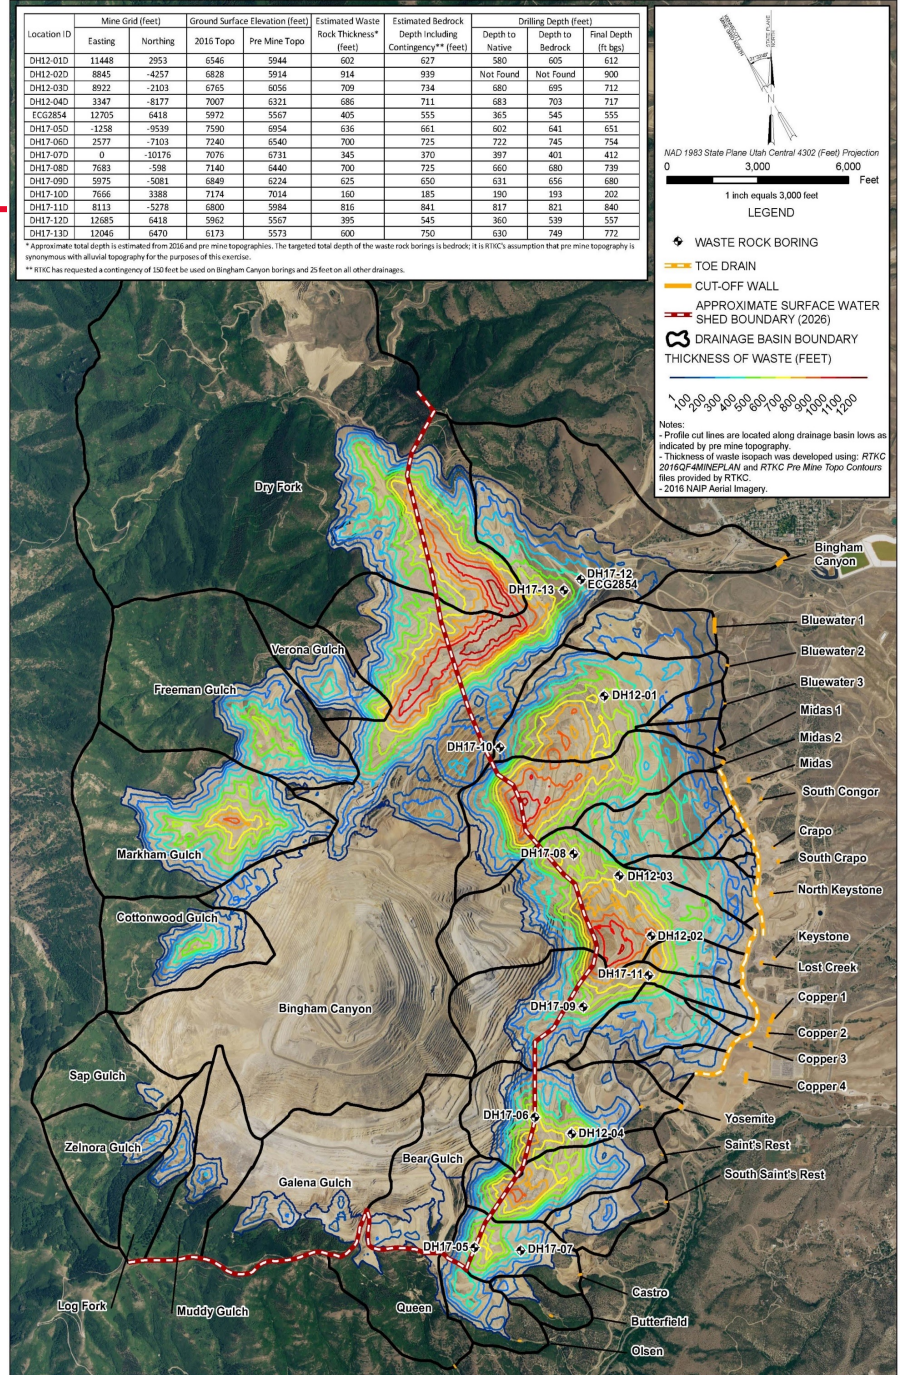 Location ID | Mine Grid (feet) | Ground Surface Elevation (feet) | Estimated Waste Rock Thickness* (feet) | Estimated Bedrock Depth Including Contingency** (feet) | Drilling Depth (feet)
Easting | Northing | 2016 Topo | Pre Mine Topo | Depth to Native | Depth to Bedrock | Final Depth (ft bgs)
DH12-01D | 11448 | 2953 | 6546 | 5944 | 602 | 627 | 580 | 605 | 612
DH12-02D | 8845 | -4257 | 6828 | 5914 | 914 | 939 | Not Found | Not Found | 900
DH12-03D | 8922 | -2103 | 6765 | 6056 | 709 | 734 | 680 | 695 | 712
DH12-04D | 3347 | -8177 | 7007 | 6321 | 686 | 711 | 683 | 703 | 717
ECG2854 | 12705 | 6418 | 5972 | 5567 | 405 | 555 | 365 | 545 | 555
DH17-05D | -1258 | -9539 | 7590 | 6954 | 636 | 661 | 602 | 641 | 651
DH17-06D | 2577 | -7103 | 7240 | 6540 | 700 | 725 | 722 | 745 | 754
DH17-07D | 0 | -10176 | 7076 | 6731 | 345 | 370 | 397 | 401 | 412
DH17-08D | 7683 | -598 | 7140 | 6440 | 700 | 725 | 660 | 680 | 739
DH17-09D | 5975 | -5081 | 6849 | 6224 | 625 | 650 | 631 | 656 | 680
DH17-10D | 7666 | 3388 | 7174 | 7014 | 160 | 185 | 190 | 193 | 202
DH17-11D | 8113 | -5278 | 6800 | 5984 | 816 | 841 | 817 | 821 | 840
DH17-12D | 12685 | 6418 | 5962 | 5567 | 395 | 545 | 360 | 539 | 557
DH17-13D | 12046 | 6470 | 6173 | 5573 | 600 | 750 | 630 | 749 | 772
* Approximate total depth is estimated from 2016 and pre mine topographies. The targeted total depth of the waste rock borings is bedrock; it is RTKC's assumption that pre mine topography is
synonymous with alluvial topography for the purposes of this exercise.
** RTKC has requested a contingency of 150 feet be used on Bingham Canyon borings and 25 feet on all other drainages.
KENNECOTT
MINE GRID NORTH
STATE PLANE
NORTH
N
NAD 1983 State Plane Utah Central 4302 (Feet) Projection
0 3,000 6,000
Feet
1 inch equals 3,000 feet
LEGEND
WASTE ROCK BORING
TOE DRAIN
CUT-OFF WALL
APPROXIMATE SURFACE WATER
SHED BOUNDARY (2026)
DRAINAGE BASIN BOUNDARY
THICKNESS OF WASTE (FEET)
1 100 200 300 400 500 600 700 800 900 1000 1100 1200
Notes:
- Profile cut lines are located along drainage basin lows as
indicated by pre mine topography.
- Thickness of waste isopach was developed using: RTKC
2016QF4MINEPLAN and RTKC Pre Mine Topo Contours
files provided by RTKC.
- 2016 NAIP Aerial Imagery.
Dry Fork
Bingham
Canyon
DH17-12
ECG2854
DH17-13
Bluewater 1
Verona Gulch
Bluewater 2
Freeman Gulch
Bluewater 3
DH12-01
Midas 1
Midas 2
DH17-10
Midas
South Congor
Crapo
Markham Gulch
DH17-08
South Crapo
DH12-03
North Keystone
Cottonwood Gulch
DH12-02
Keystone
Lost Creek
DH17-11
Copper 1
Bingham Canyon
DH17-09
Copper 2
Copper 3
Sap Gulch
Copper 4
DH17-06
Yosemite
DH12-04
Zelnora Gulch
Saint's Rest
Bear Gulch
South Saint's Rest
Galena Gulch
DH17-05
DH17-07
Castro
Log Fork
Muddy Gulch
Queen
Butterfield
Olsen